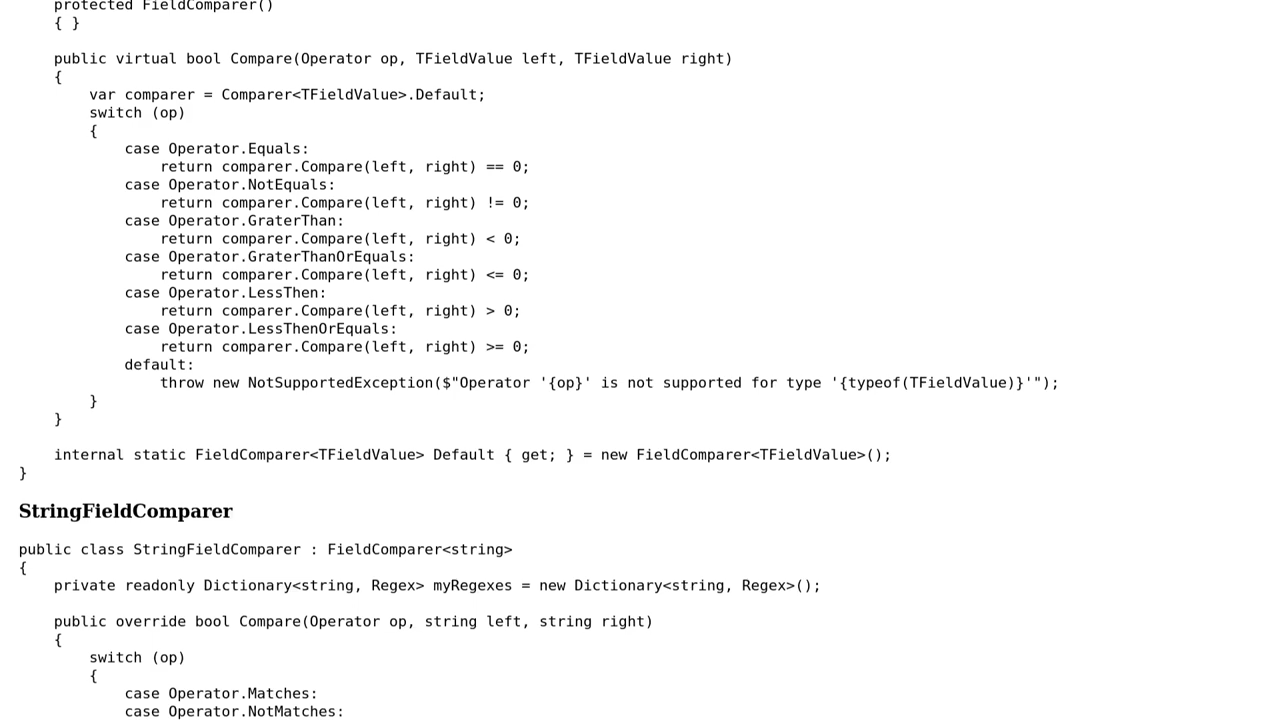 protected FieldComparer()
{ }
public virtual bool Compare(Operator op, TFieldValue left, TFieldValue right)
{
var comparer = Comparer<TFieldValue>.Default;
switch (op)
{
case Operator.Equals:
return comparer.Compare(left, right) == 0;
case Operator.NotEquals:
return comparer.Compare(left, right) != 0;
case Operator.GraterThan:
return comparer.Compare(left, right) < 0;
case Operator.GraterThanOrEquals:
return comparer.Compare(left, right) <= 0;
case Operator.LessThen:
return comparer.Compare(left, right) > 0;
case Operator.LessThenOrEquals:
return comparer.Compare(left, right) >= 0;
default:
throw new NotSupportedException($"Operator '{op}' is not supported for type '{typeof(TFieldValue)}'");
}
}
internal static FieldComparer<TFieldValue> Default { get; } = new FieldComparer<TFieldValue>();
}
StringFieldComparer
public class StringFieldComparer : FieldComparer<string>
{
private readonly Dictionary<string, Regex> myRegexes = new Dictionary<string, Regex>();
public override bool Compare(Operator op, string left, string right)
{
switch (op)
{
case Operator.Matches:
case Operator.NotMatches: